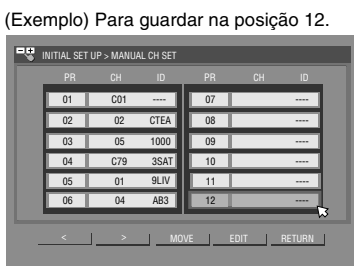 (Exemplo) Para guardar na posição 12.
INITIAL SET UP > MANUAL CH SET
PR CH ID PR CH ID
01 C01 ---- 07 ----
02 02 CTEA 08 ----
03 05 1000 09 ----
04 C79 3SAT 10 ----
05 01 9LIV 11 ----
06 04 AB3 12 ----
< > MOVE EDIT RETURN